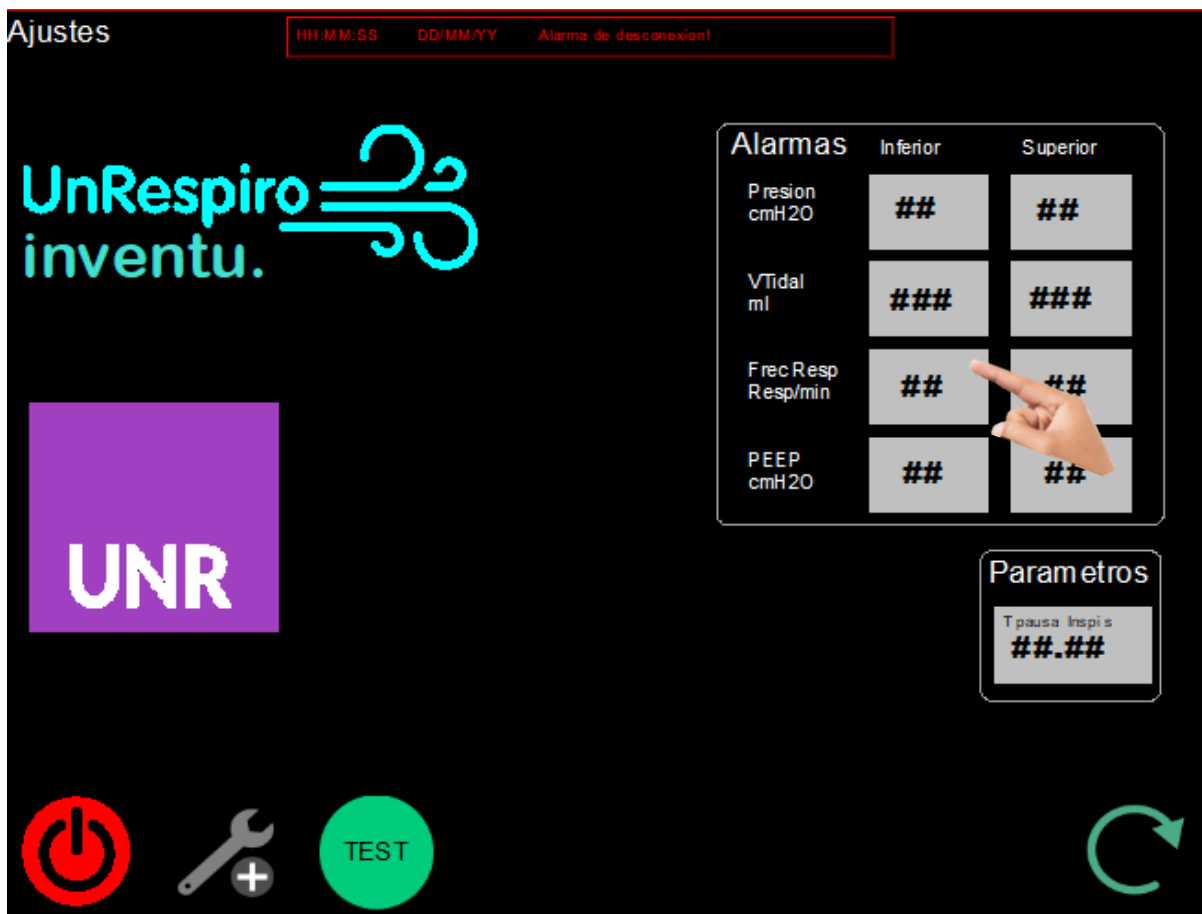 Ajustes
HH:MM:SS DD/MM/YY Alarma de desconexion!
UnRespiro
inventu.
Alarmas Inferior Superior
Presion
cmH2O
## ##
VTidal
ml
### ###
Frec Resp
Resp/min
## ##
PEEP
cmH2O
## ##
UNR
Parametros
Tpausa Inspi s
##.##
TEST